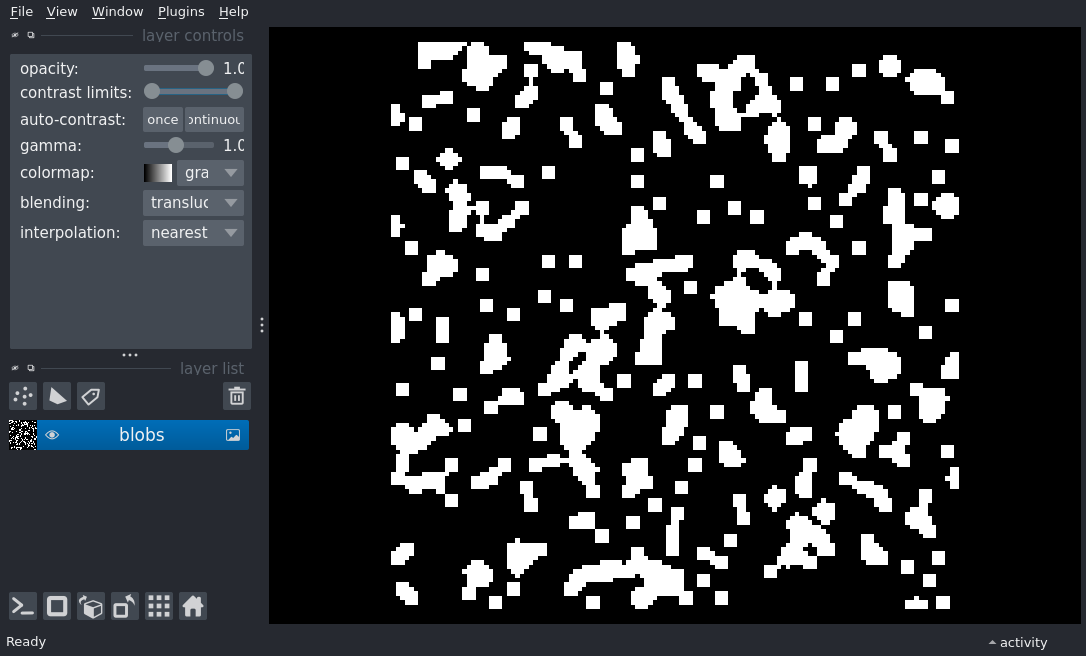 File View Window Plugins Help
layer controls
opacity: 1.0
contrast limits:
auto-contrast: once ontinuou
gamma: 1.0
colormap: gra
blending: transluc
interpolation: nearest
layer list
blobs
Ready activity